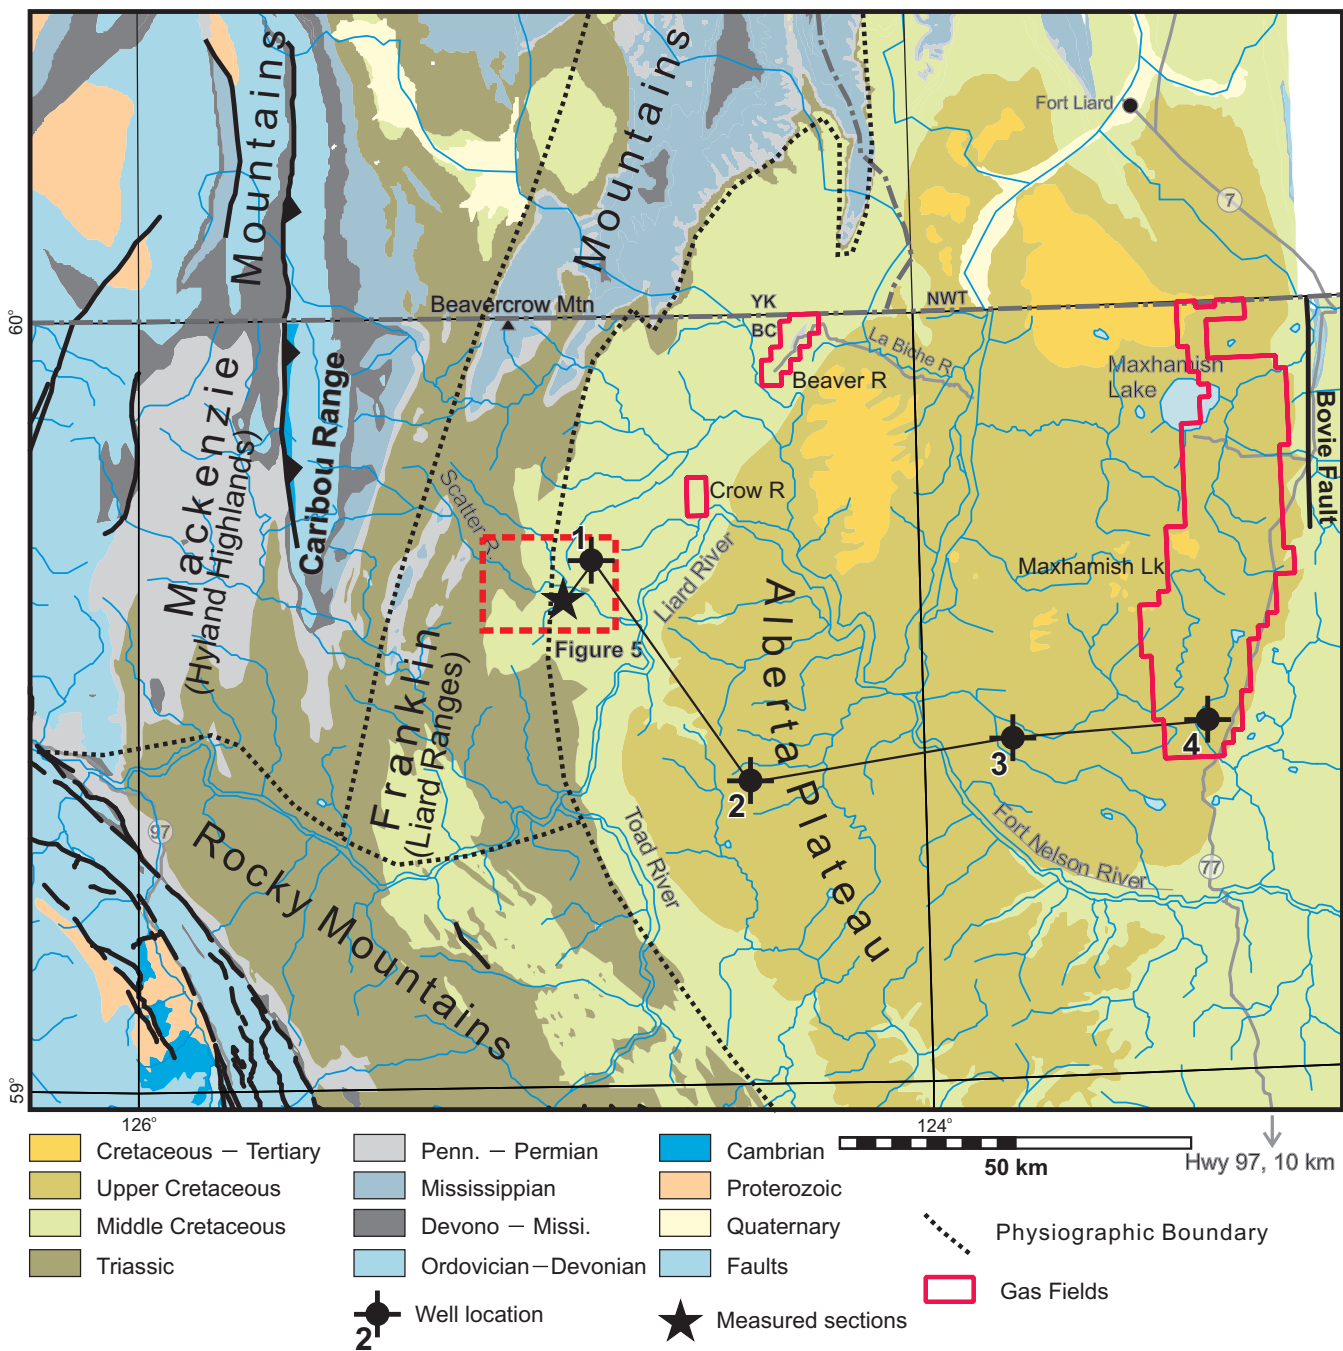 Mountains
Mountains
Fort Liard
7
60°
Beavercrow Mtn
YK
NWT
BC
La Biche R.
Beaver R
Maxhamish
Lake
Mackenzie
(Hyland Highlands)
Caribou Range
Bovie Fault
Scatter R.
Crow R
1
Liard River
Maxhamish Lk
Figure 5
Alberta Plateau
Franklin
(Liard Ranges)
2
3
4
97
Rocky Mountains
Toad River
Fort Nelson River
77
59°
126°
124°
Cretaceous – Tertiary
Upper Cretaceous
Middle Cretaceous
Triassic
Penn. – Permian
Mississippian
Devono – Missi.
Ordovician–Devonian
2
Well location
Cambrian
Proterozoic
Quaternary
Faults
Measured sections
50 km
Hwy 97, 10 km
Physiographic Boundary
Gas Fields